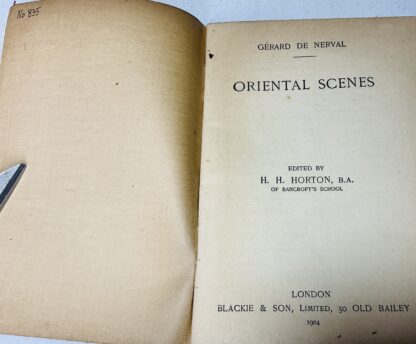 No 835
GÉRARD DE NERVAL
ORIENTAL SCENES
EDITED BY
H. H. HORTON, B.A.
OF BANCROFT'S SCHOOL
LONDON
BLACKIE & SON, LIMITED, 50 OLD BAILEY
1904